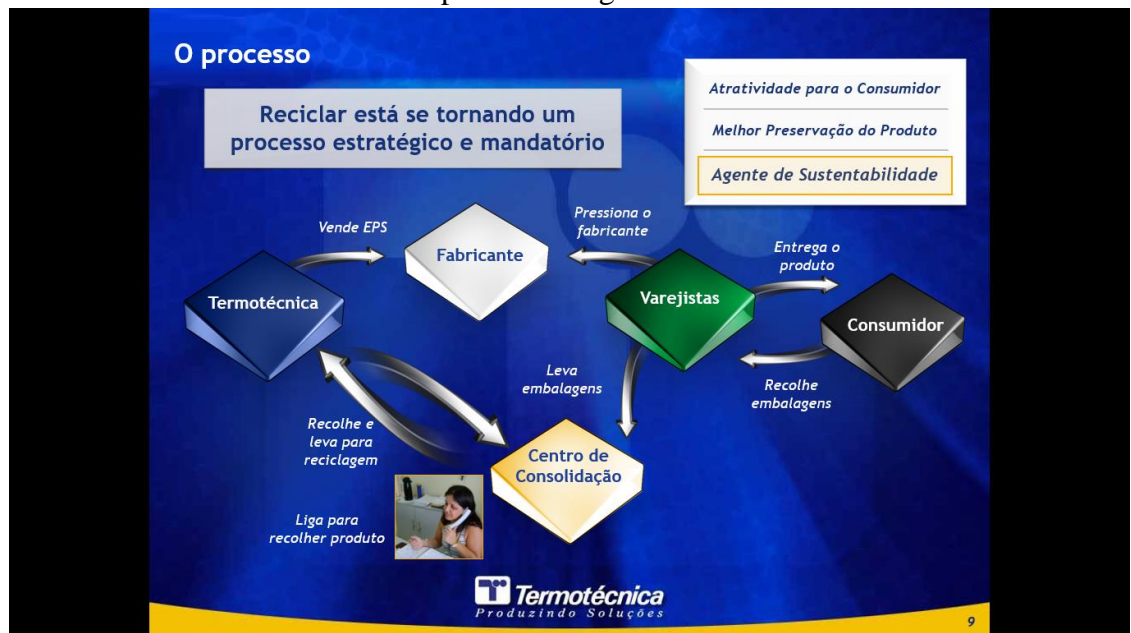 O processo
Reciclar está se tornando um
processo estratégico e mandatório
Atratividade para o Consumidor
Melhor Preservação do Produto
Agente de Sustentabilidade
Vende EPS
Fabricante
Pressiona o
fabricante
Entrega o
produto
Termotécnica
Varejistas
Consumidor
Leva
embalagens
Recolhe
embalagens
Recolhe e
leva para
reciclagem
Centro de
Consolidação
Liga para
recolher produto
Termotécnica
Produzindo Soluções
9